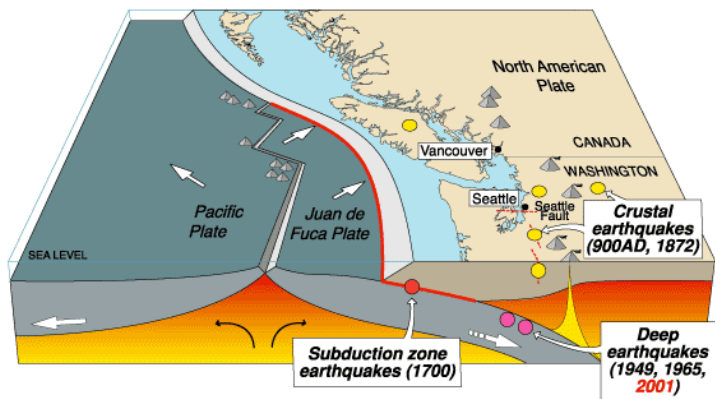 North American
Plate
CANADA
Vancouver
WASHINGTON
Seattle
Seattle
Fault
Pacific
Plate
Juan de
Fuca Plate
Crustal
earthquakes
(900AD, 1872)
SEA LEVEL
Subduction zone
earthquakes (1700)
Deep
earthquakes
(1949, 1965,
2001)